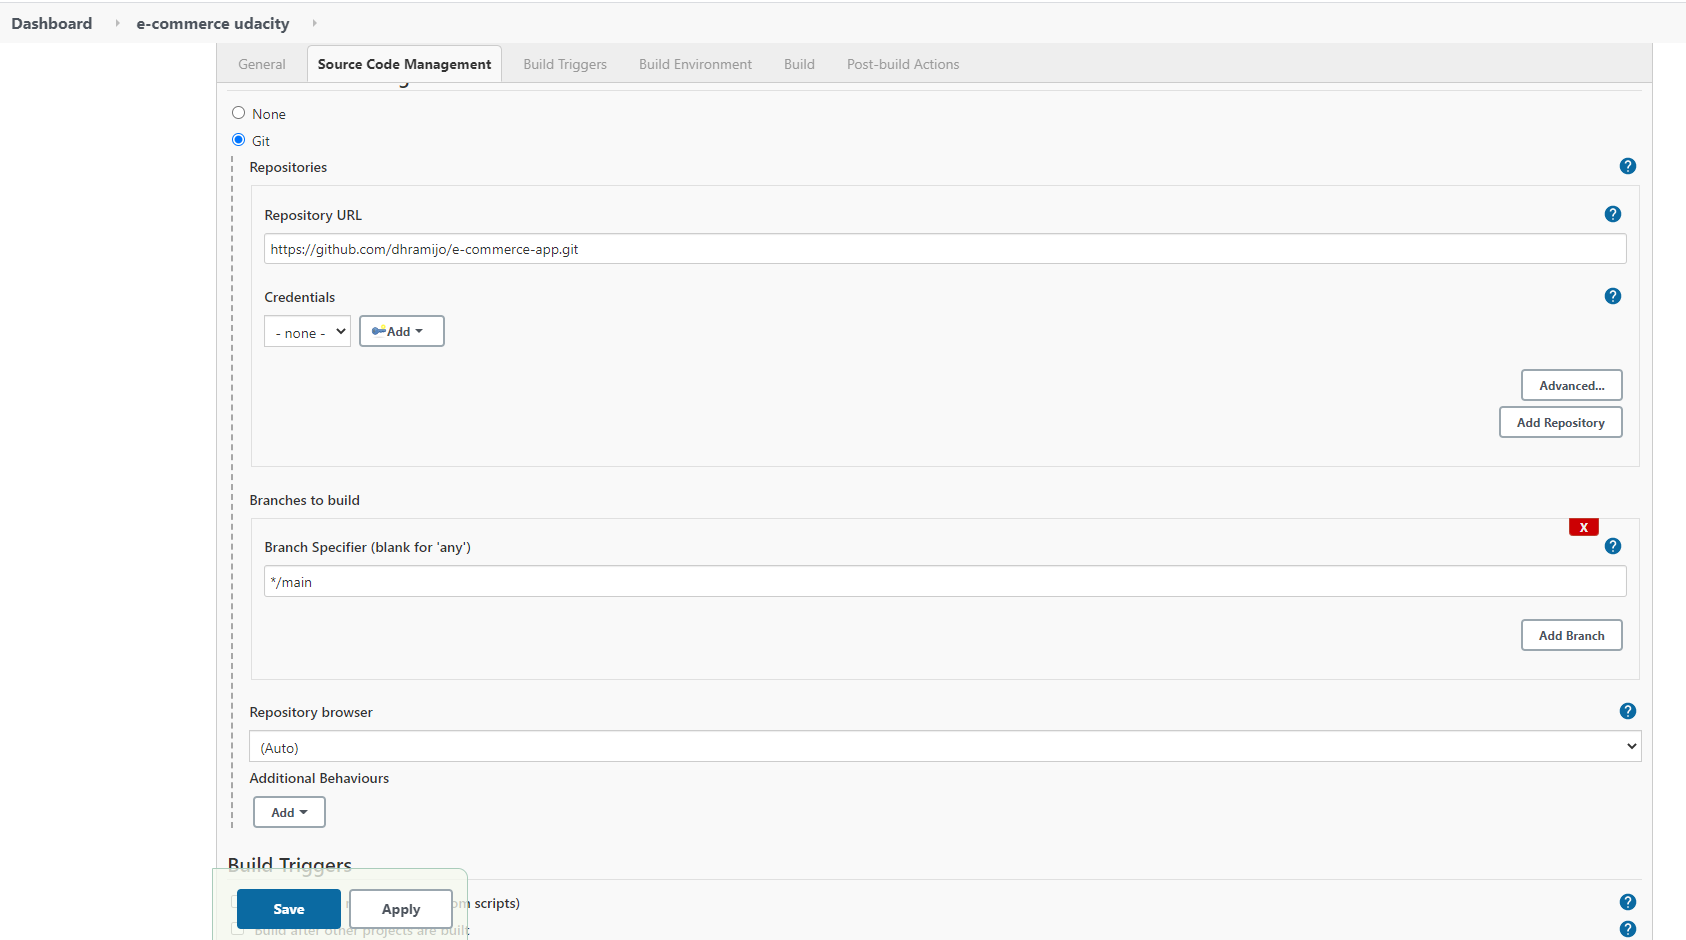 Dashboard e-commerce udacity
General Source Code Management Build Triggers Build Environment Build Post-build Actions
None
Git
Repositories
Repository URL
https://github.com/dhramijo/e-commerce-app.git
Credentials
- none - Add
Advanced...
Add Repository
Branches to build
X
Branch Specifier (blank for 'any')
*/main
Add Branch
Repository browser
(Auto)
Additional Behaviours
Add
Build Triggers
scripts)
Save Apply
Build after other projects are built